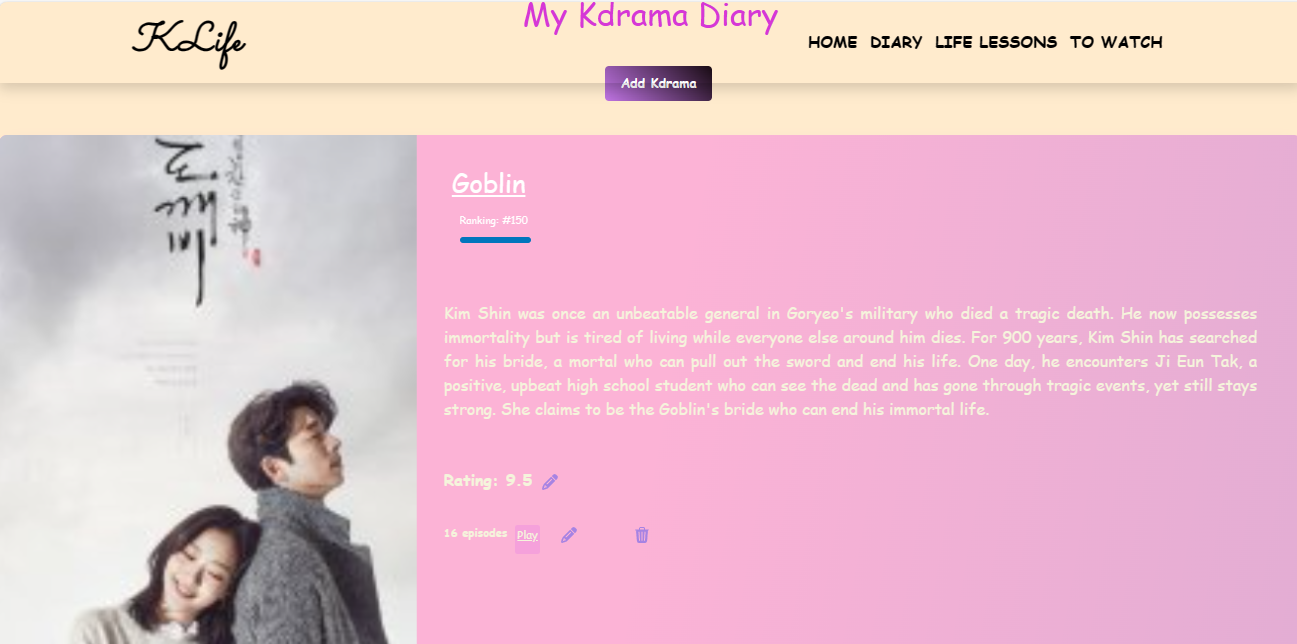 My Kdrama Diary
KLife
HOME DIARY LIFE LESSONS TO WATCH
Add Kdrama
도
깨
비
Goblin
Ranking: #150
Kim Shin was once an unbeatable general in Goryeo's military who died a tragic death. He now possesses
immortality but is tired of living while everyone else around him dies. For 900 years, Kim Shin has searched
for his bride, a mortal who can pull out the sword and end his life. One day, he encounters Ji Eun Tak, a
positive, upbeat high school student who can see the dead and has gone through tragic events, yet still stays
strong. She claims to be the Goblin's bride who can end his immortal life.
Rating: 9.5
16 episodes Play